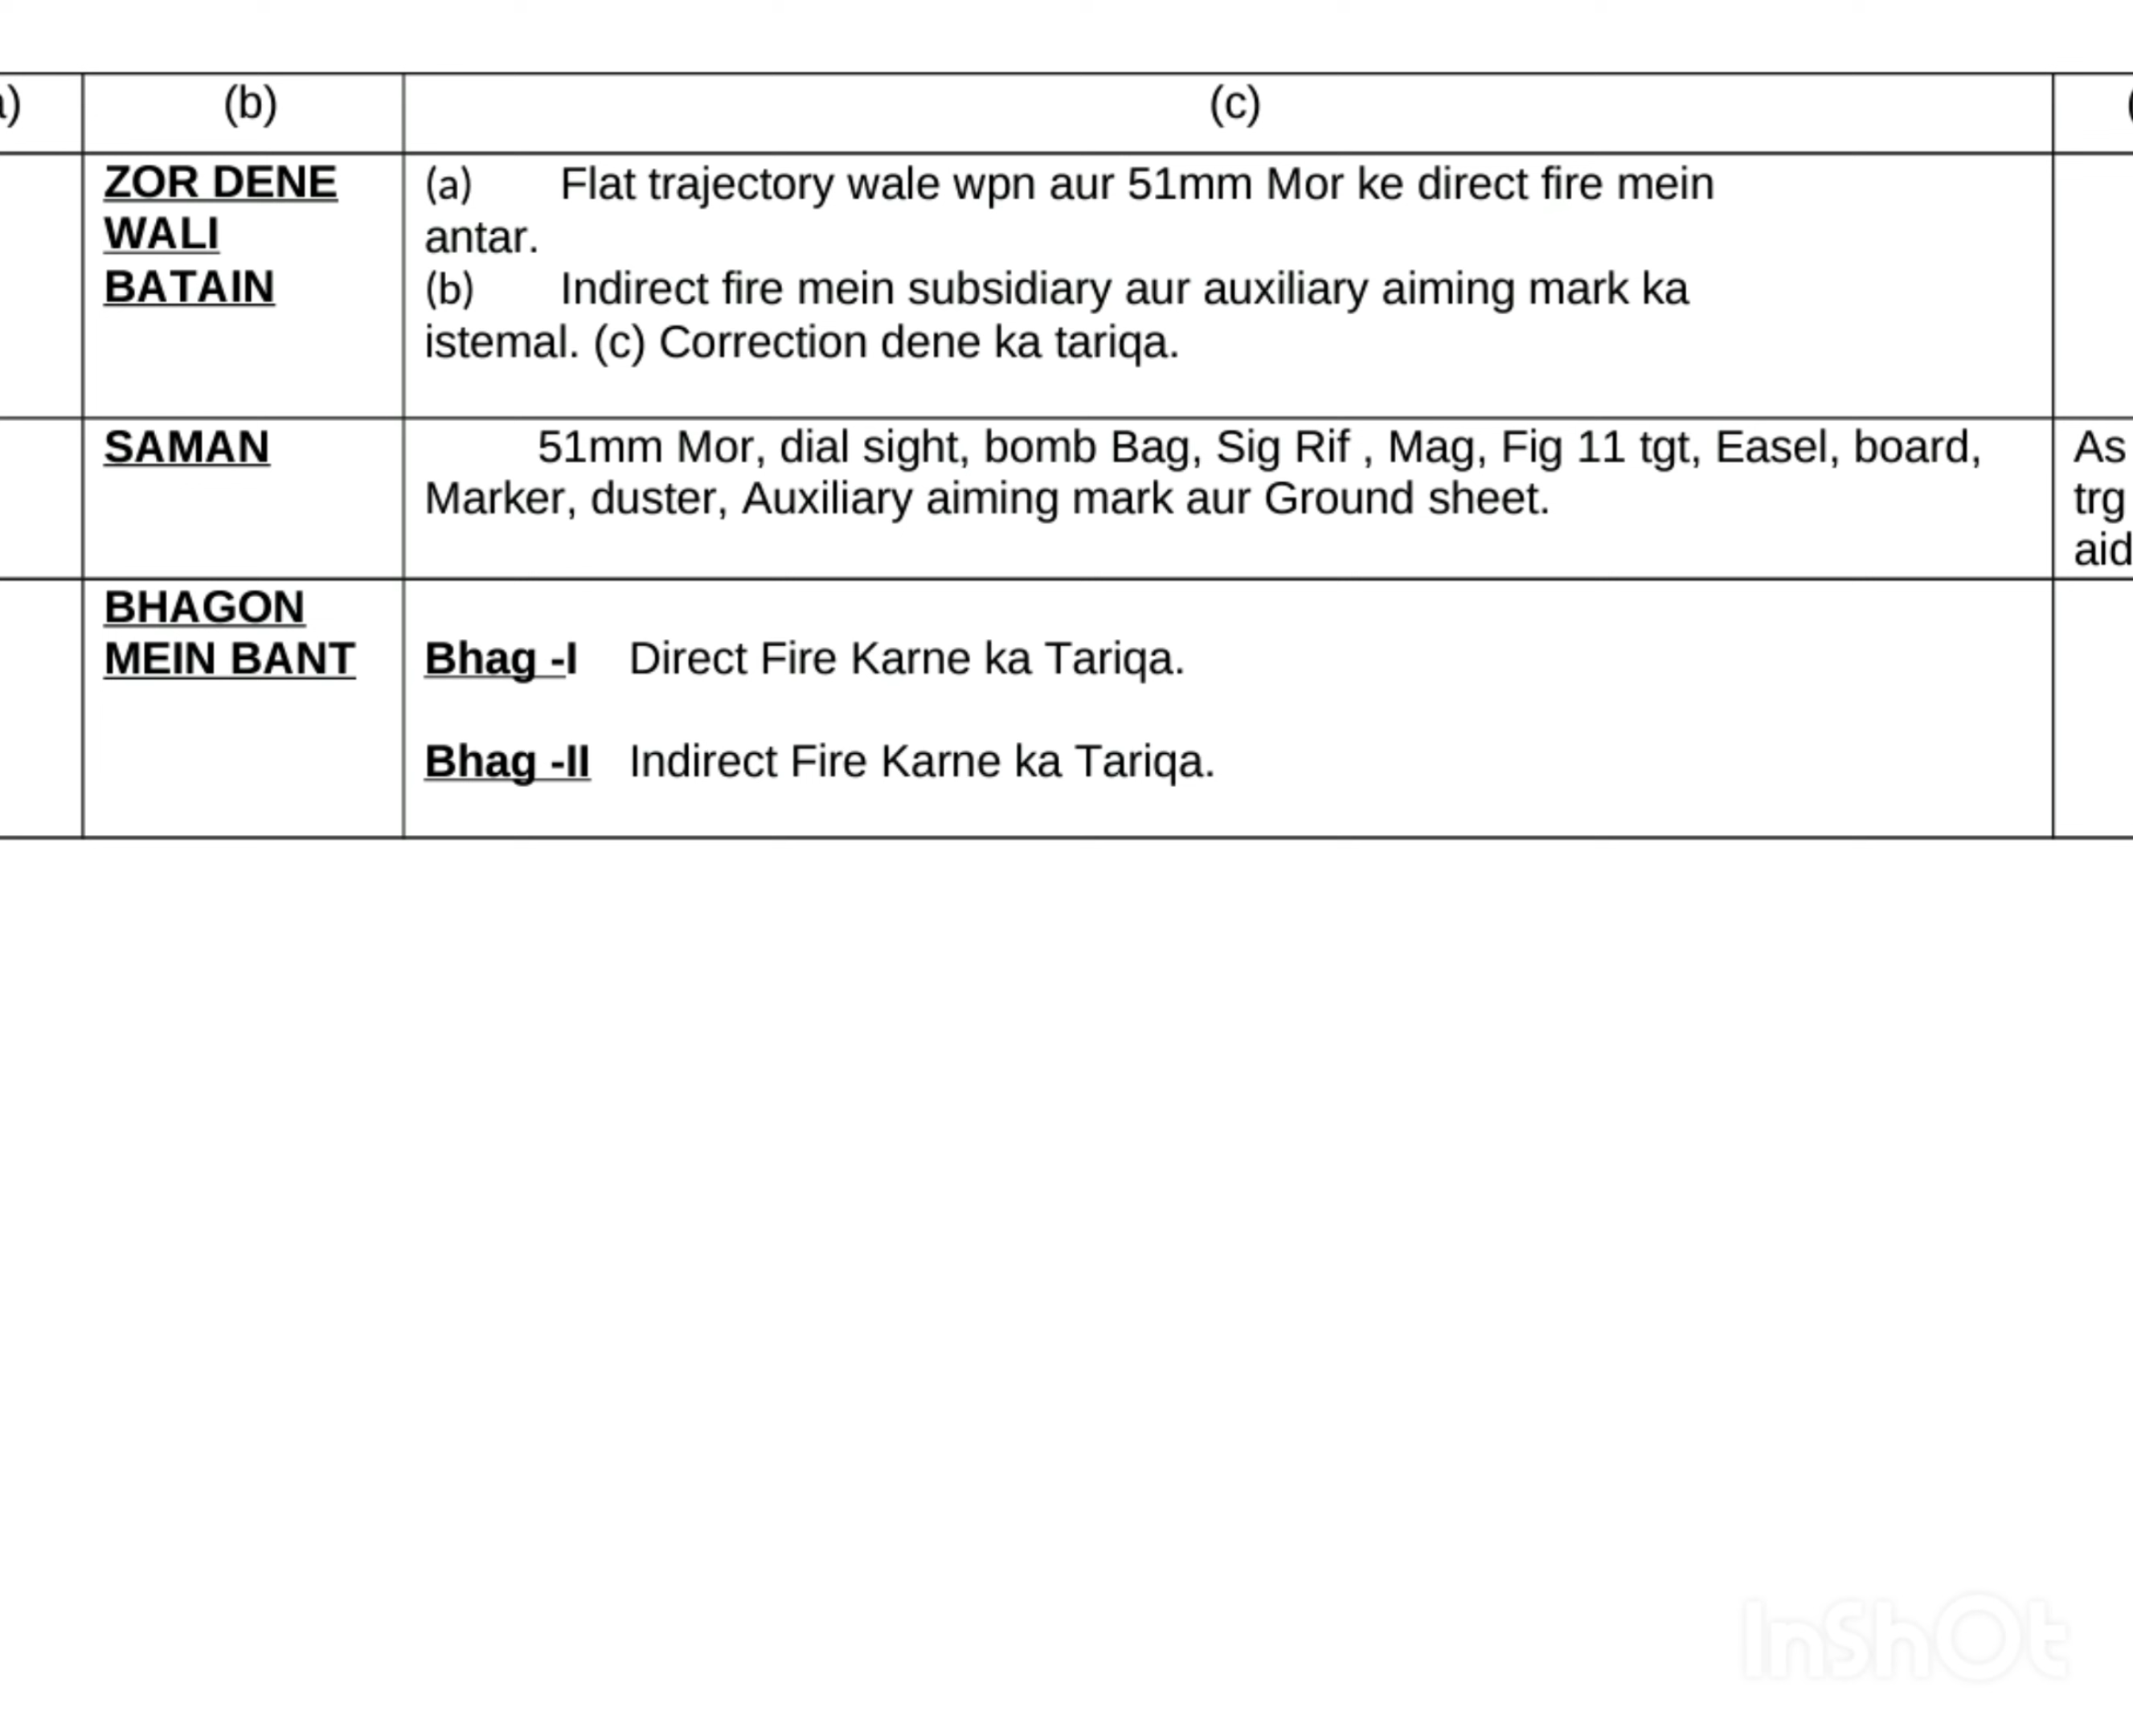 (b) (c)
ZOR DENE (a) Flat trajectory wale wpn aur 51mm Mor ke direct fire mein
WALI antar.
BATAIN (b) Indirect fire mein subsidiary aur auxiliary aiming mark ka
istemal. (c) Correction dene ka tariqa.
SAMAN 51mm Mor, dial sight, bomb Bag, Sig Rif , Mag, Fig 11 tgt, Easel, board, As
Marker, duster, Auxiliary aiming mark aur Ground sheet. trg
aid
BHAGON
MEIN BANT Bhag -I Direct Fire Karne ka Tariqa.
Bhag -II Indirect Fire Karne ka Tariqa.
InShOt